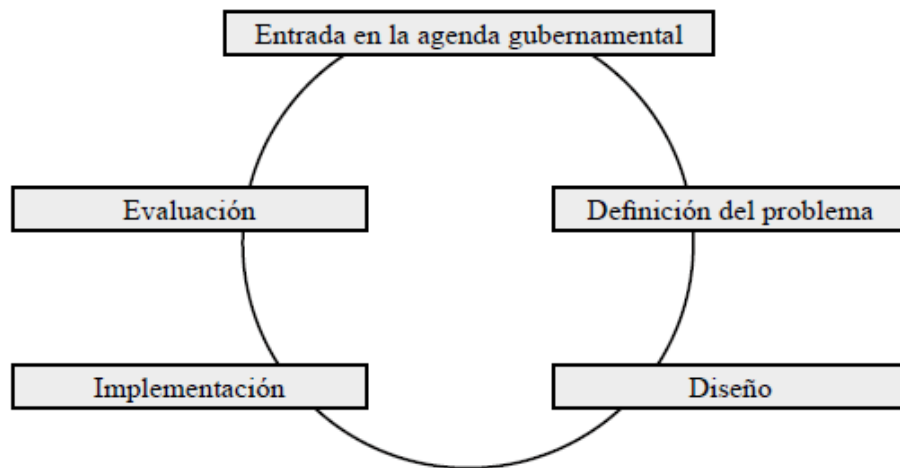 Entrada en la agenda gubernamental
Evaluación
Definición del problema
Implementación
Diseño